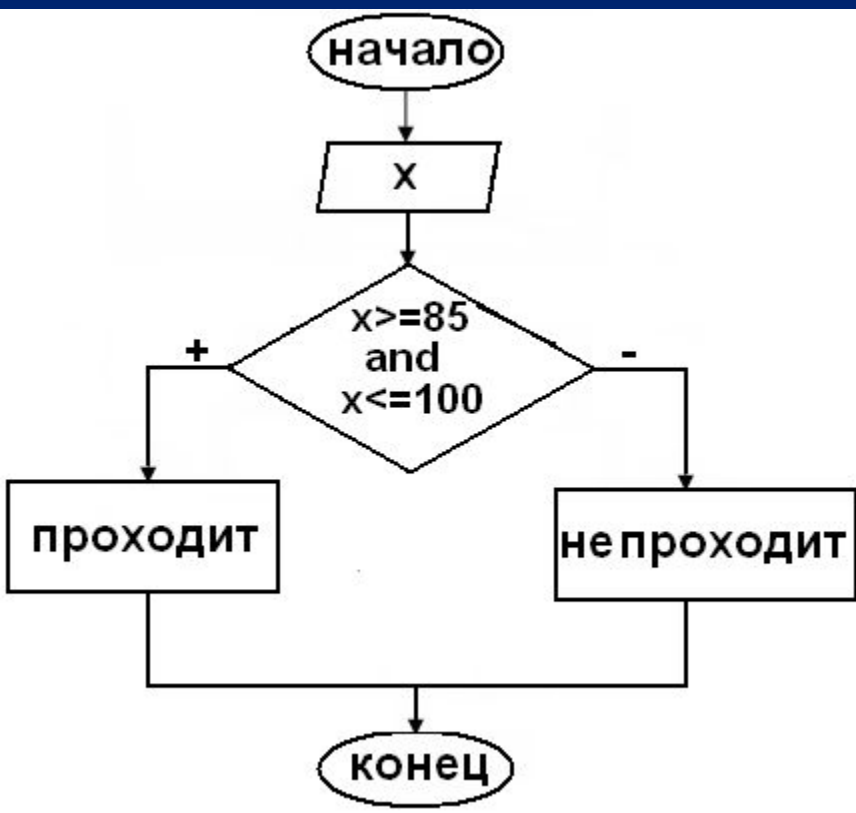 начало
x
x>=85
and
x<=100
+
-
проходит
не проходит
конец